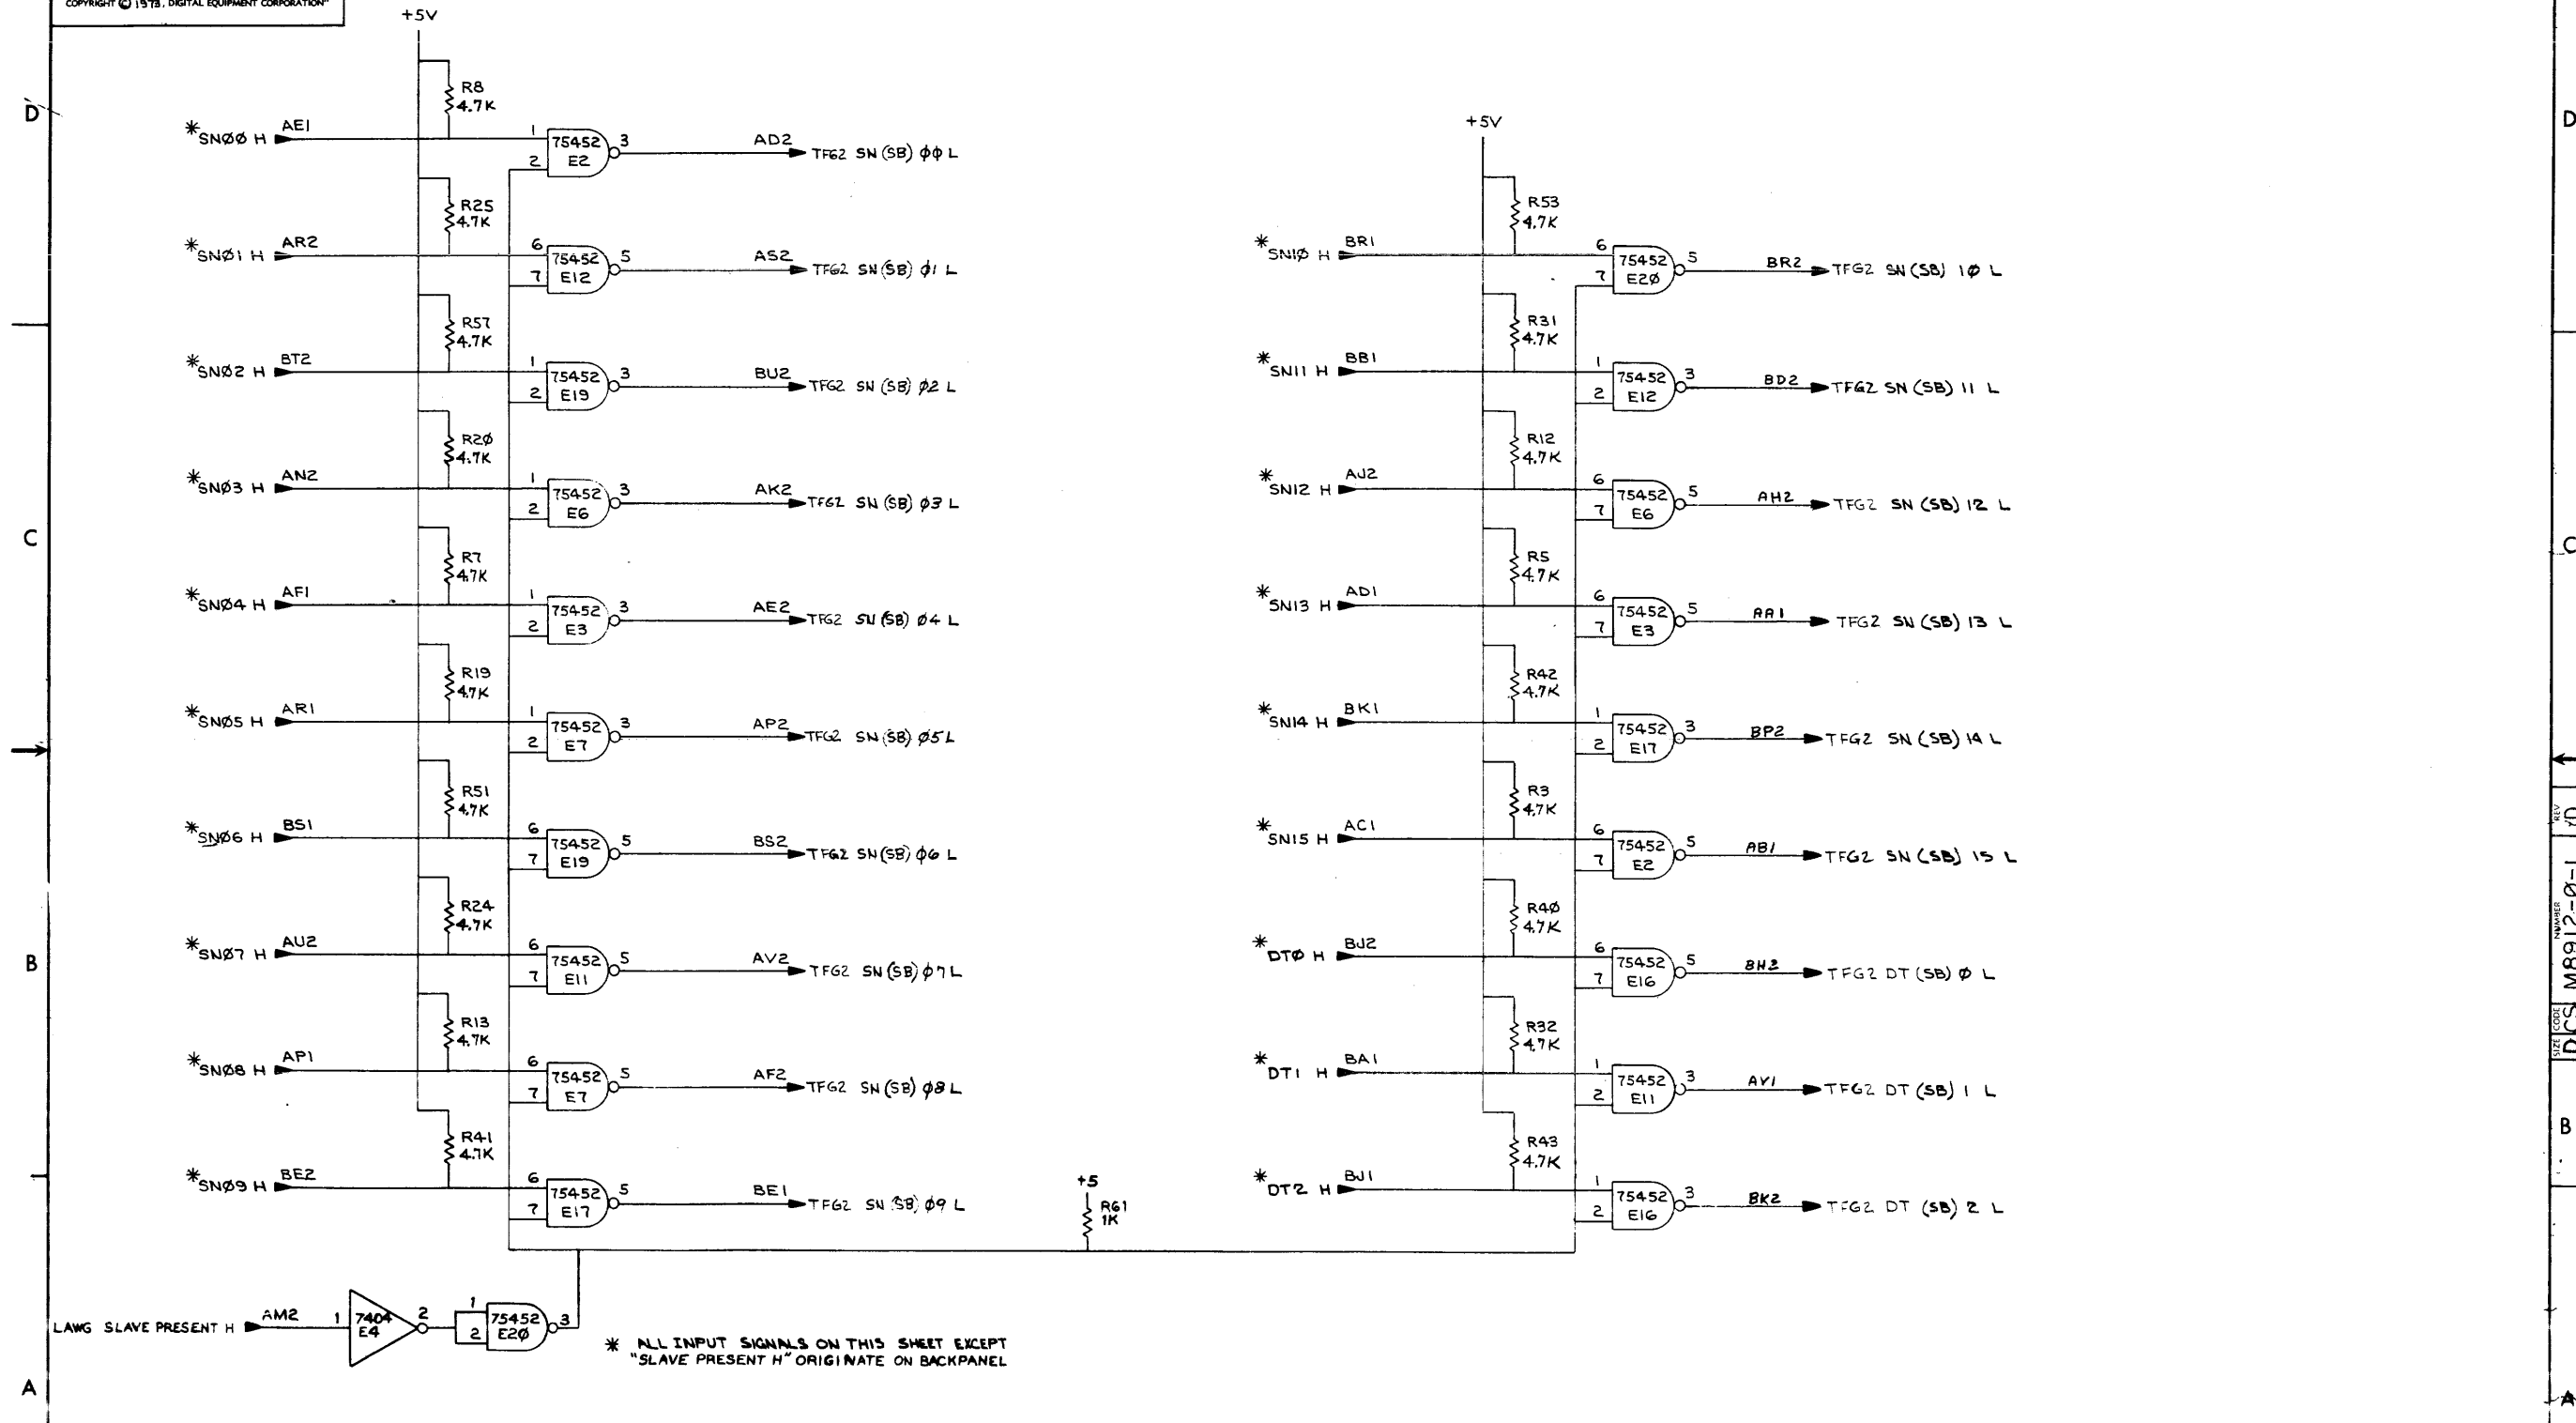 COPYRIGHT © 1973, DIGITAL EQUIPMENT CORPORATION"
+5V
D
R8
4.7K
*SNØØ H AE1
1
2
75452
E2
3
AD2
TFG2 SN (SB) ØØ L
R25
4.7K
*SNØ1 H AR2
6
7
75452
E12
5
AS2
TFG2 SN (SB) Ø1 L
R57
4.7K
*SNØ2 H BT2
1
2
75452
E19
3
BU2
TFG2 SN (SB) Ø2 L
R2Ø
4.7K
*SNØ3 H AN2
1
2
75452
E6
3
AK2
TFG2 SN (SB) Ø3 L
C
R7
4.7K
*SNØ4 H AF1
1
2
75452
E3
3
AE2
TFG2 SN (SB) Ø4 L
R19
4.7K
*SNØ5 H AR1
1
2
75452
E7
3
AP2
TFG2 SN (SB) Ø5 L
R51
4.7K
*SNØ6 H BS1
6
7
75452
E19
5
BS2
TFG2 SN (SB) Ø6 L
R24
4.7K
B
*SNØ7 H AU2
6
7
75452
E11
5
AV2
TFG2 SN (SB) Ø7 L
R13
4.7K
*SNØ8 H AP1
6
7
75452
E7
5
AF2
TFG2 SN (SB) Ø8 L
R41
4.7K
*SNØ9 H BE2
6
7
75452
E17
5
BE1
TFG2 SN (SB) Ø9 L
+5
R61
1K
LAWG SLAVE PRESENT H AM2
1
7404
E4
2
1
2
75452
E2Ø
3
* ALL INPUT SIGNALS ON THIS SHEET EXCEPT
"SLAVE PRESENT H" ORIGINATE ON BACKPANEL
A
+5V
R53
4.7K
*SN1Ø H BR1
6
7
75452
E2Ø
5
BR2
TFG2 SN (SB) 1Ø L
R31
4.7K
*SN11 H BB1
1
2
75452
E12
3
BD2
TFG2 SN (SB) 11 L
R12
4.7K
*SN12 H AJ2
6
7
75452
E6
5
AH2
TFG2 SN (SB) 12 L
R5
4.7K
*SN13 H AD1
6
7
75452
E3
5
AA1
TFG2 SN (SB) 13 L
R42
4.7K
*SN14 H BK1
1
2
75452
E17
3
BP2
TFG2 SN (SB) 14 L
R3
4.7K
*SN15 H AC1
6
7
75452
E2
5
AB1
TFG2 SN (SB) 15 L
R4Ø
4.7K
*DTØ H BJ2
6
7
75452
E16
5
BH2
TFG2 DT (SB) Ø L
R32
4.7K
*DT1 H BA1
1
2
75452
E11
3
AV1
TFG2 DT (SB) 1 L
R43
4.7K
*DT2 H BJ1
1
2
75452
E16
3
BK2
TFG2 DT (SB) 2 L
D
C
B
A
SIZE D
CODE CS
NUMBER M8912-Ø-1
REV D